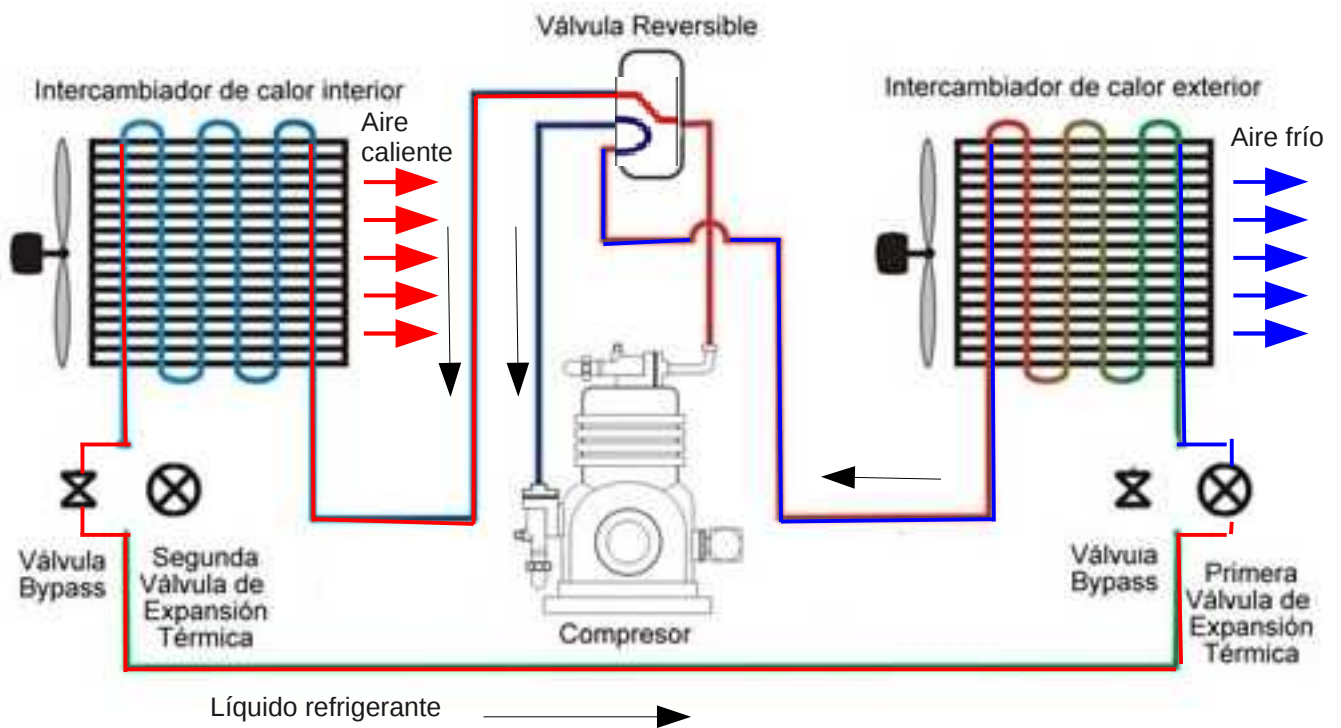 Válvula Reversible
Intercambiador de calor interior
Intercambiador de calor exterior
Aire
caliente
Aire frío
Válvula
Bypass
Segunda
Válvula de
Expansión
Térmica
Compresor
Válvuia
Bypass
Primera
Válvula de
Expansión
Térmica
Líquido refrigerante